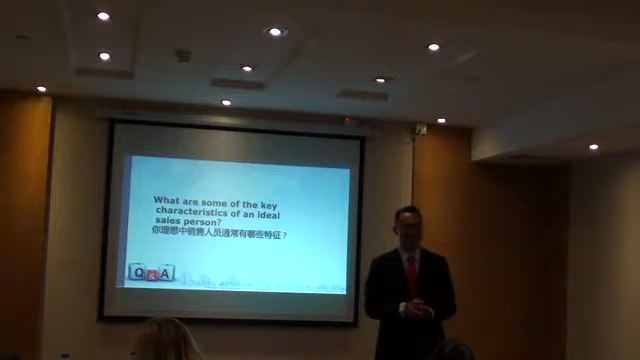 What are some of the key
characteristics of an ideal
sales person?
你理想中销售人员通常有哪些特征？
Q&A